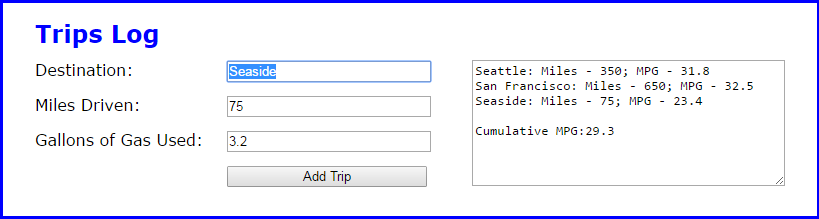 Trips Log
Destination: Seaside
Miles Driven: 75
Gallons of Gas Used: 3.2
Add Trip
Seattle: Miles - 350; MPG - 31.8
San Francisco: Miles - 650; MPG - 32.5
Seaside: Miles - 75; MPG - 23.4
Cumulative MPG:29.3